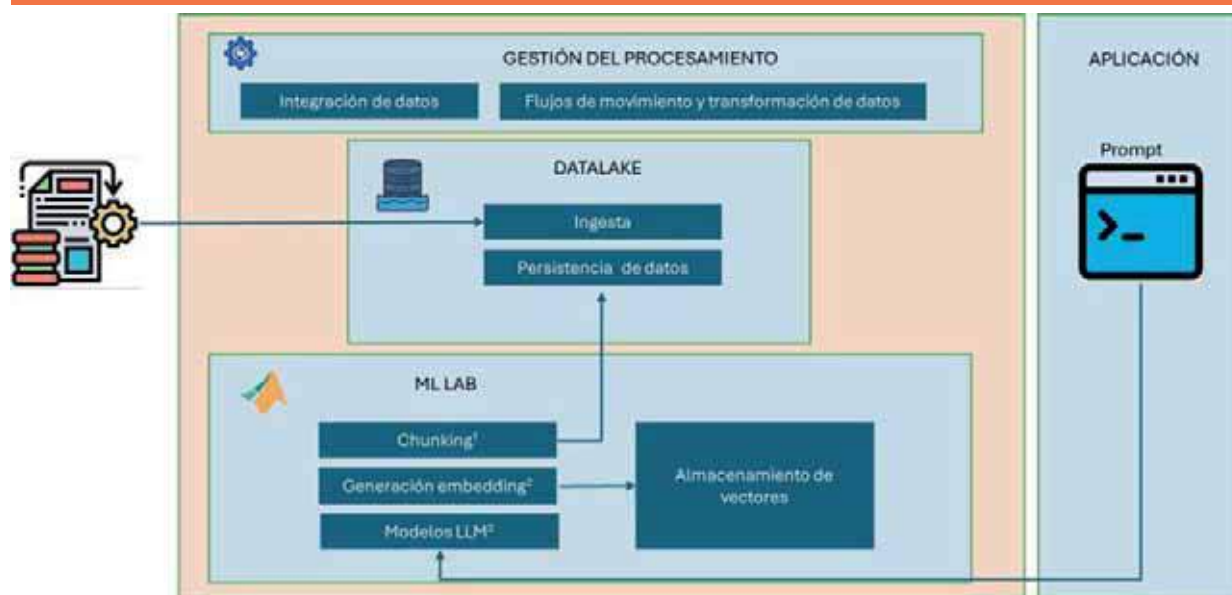 GESTIÓN DEL PROCESAMIENTO
Integración de datos
Flujos de movimiento y transformación de datos
APLICACIÓN
Prompt
DATALAKE
Ingesta
Persistencia de datos
ML LAB
Chunking¹
Generación embedding²
Modelos LLM³
Almacenamiento de
vectores